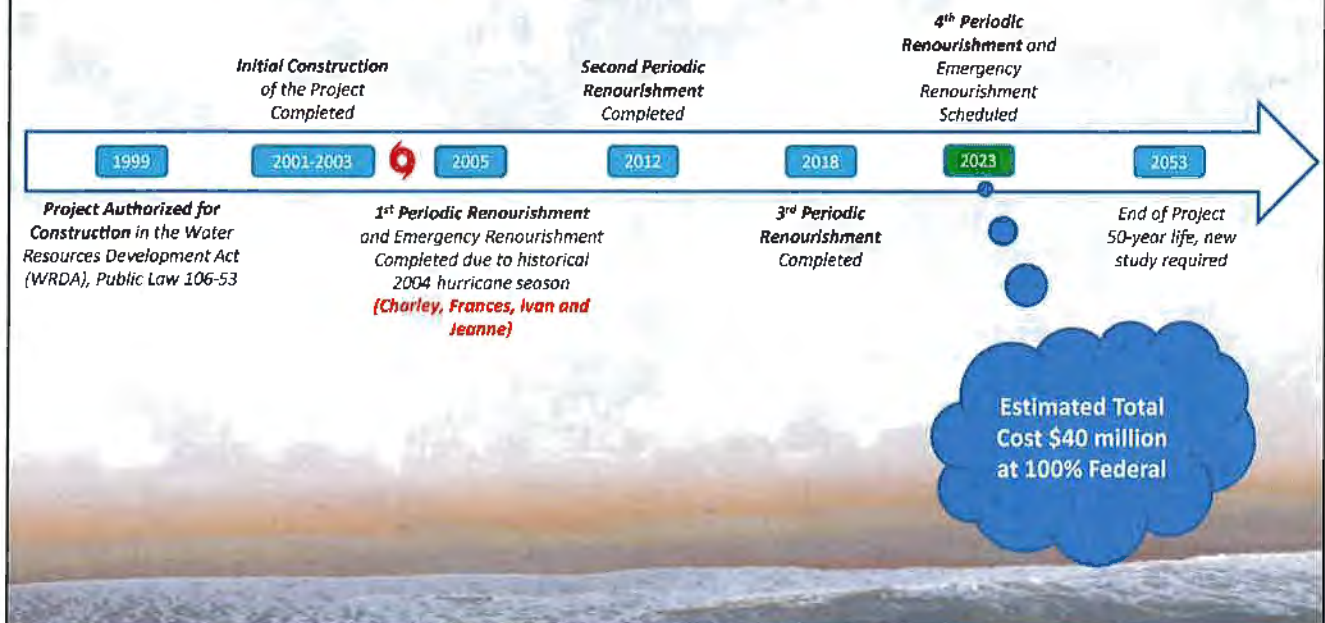 Initial Construction
of the Project
Completed
Second Periodic
Renourishment
Completed
4th Periodic
Renourishment and
Emergency
Renourishment
Scheduled
1999
2001-2003
2005
2012
2018
2023
2053
Project Authorized for
Construction in the Water
Resources Development Act
(WRDA), Public Law 106-53
1st Periodic Renourishment
and Emergency Renourishment
Completed due to historical
2004 hurricane season
(Charley, Frances, Ivan and
Jeanne)
3rd Periodic
Renourishment
Completed
End of Project
50-year life, new
study required
Estimated Total
Cost $40 million
at 100% Federal